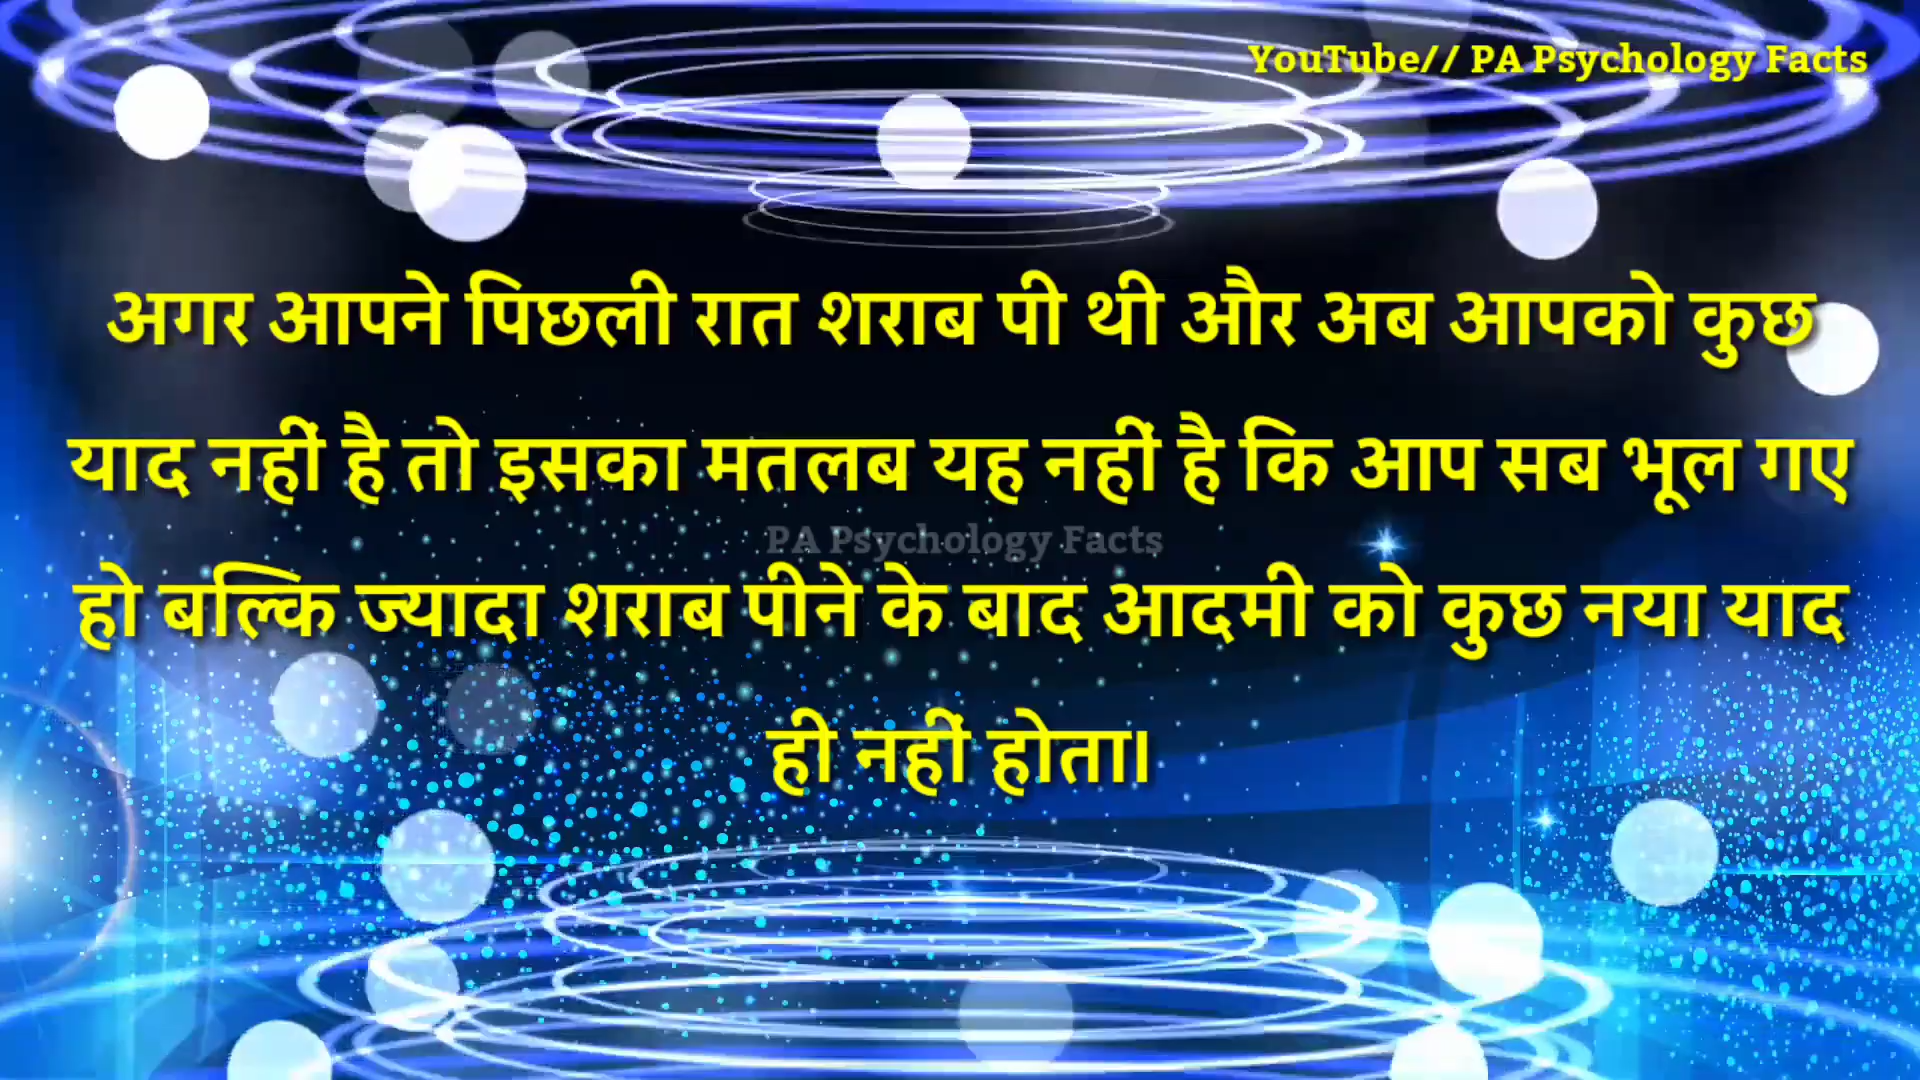 YouTube// PA Psychology Facts
अगर आपने पिछली रात शराब पी थी और अब आपको कुछ
याद नहीं है तो इसका मतलब यह नहीं है कि आप सब भूल गए
PA Psychology Facts
हो बल्कि ज्यादा शराब पीने के बाद आदमी को कुछ नया याद
ही नहीं होता।